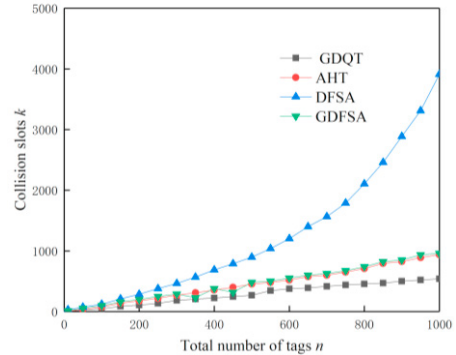 5000
4000
3000
2000
1000
0
Collision slots k
GDQT
AHT
DFSA
GDFSA
0 200 400 600 800 1000
Total number of tags n